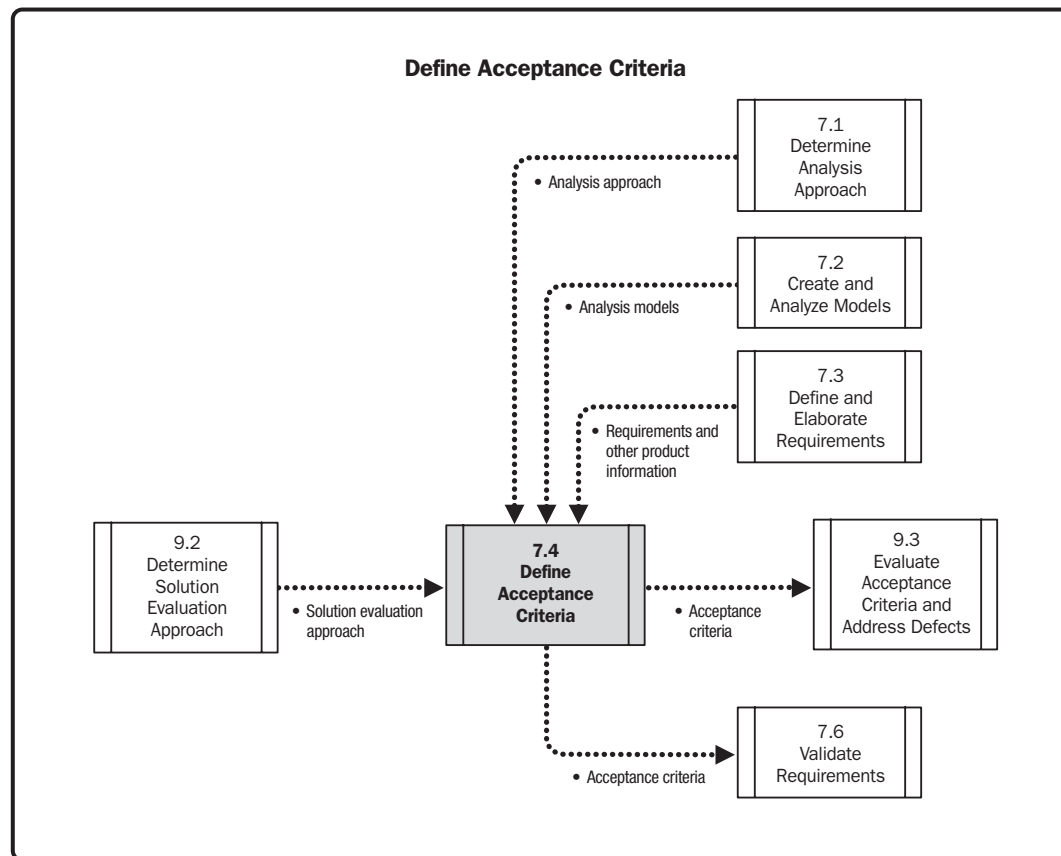 Define Acceptance Criteria
7.1
Determine
Analysis
Approach
• Analysis approach
7.2
Create and
Analyze Models
• Analysis models
7.3
Define and
Elaborate
Requirements
• Requirements and
other product
information
9.2
Determine
Solution
Evaluation
Approach
• Solution evaluation
approach
7.4
Define
Acceptance
Criteria
• Acceptance
criteria
9.3
Evaluate
Acceptance
Criteria and
Address Defects
7.6
Validate
Requirements
• Acceptance criteria